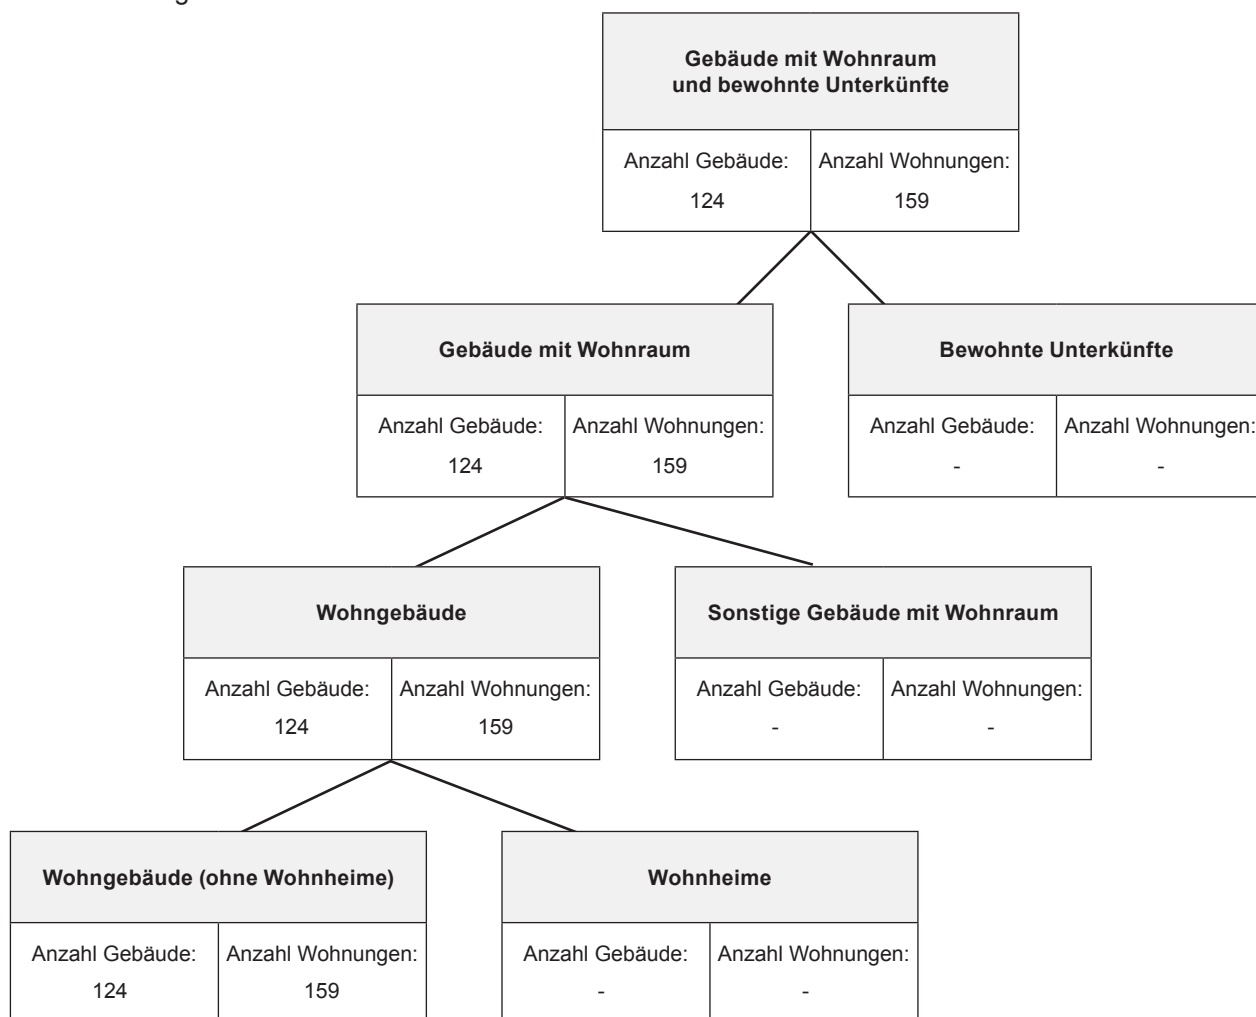 Gebäude mit Wohnraum
und bewohnte Unterkünfte
Anzahl Gebäude:
124
Anzahl Wohnungen:
159
Gebäude mit Wohnraum
Anzahl Gebäude:
124
Anzahl Wohnungen:
159
Bewohnte Unterkünfte
Anzahl Gebäude:
-
Anzahl Wohnungen:
-
Wohngebäude
Anzahl Gebäude:
124
Anzahl Wohnungen:
159
Sonstige Gebäude mit Wohnraum
Anzahl Gebäude:
-
Anzahl Wohnungen:
-
Wohngebäude (ohne Wohnheime)
Anzahl Gebäude:
124
Anzahl Wohnungen:
159
Wohnheime
Anzahl Gebäude:
-
Anzahl Wohnungen:
-